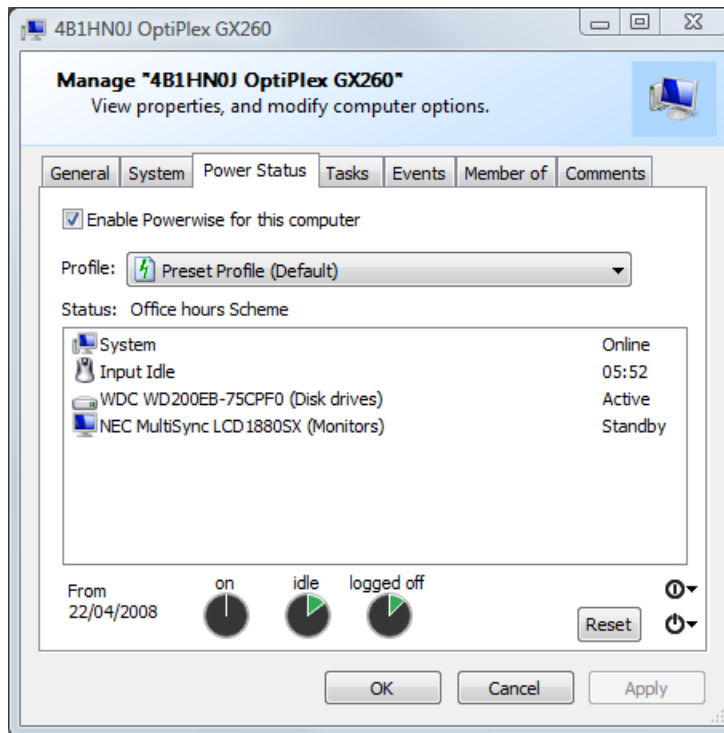 4B1HN0J OptiPlex GX260
Manage "4B1HN0J OptiPlex GX260"
View properties, and modify computer options.
General System Power Status Tasks Events Member of Comments
Enable Powerwise for this computer
Profile: Preset Profile (Default)
Status: Office hours Scheme
System Online
Input Idle 05:52
WDC WD200EB-75CPF0 (Disk drives) Active
NEC MultiSync LCD1880SX (Monitors) Standby
From on idle logged off
22/04/2008
Reset
OK Cancel Apply